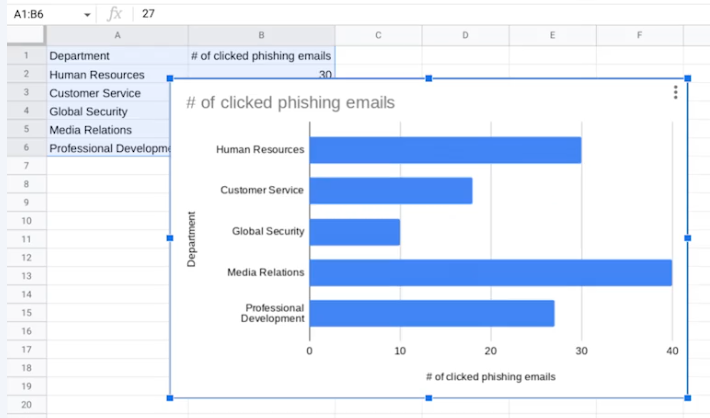 A1:B6 fx 27
A B C D E F
1 Department # of clicked phishing emails
2 Human Resources 30
3 Customer Service
4 Global Security
5 Media Relations
6 Professional Developme
7
8
9
10
11
12
13
14
15
16
17
18
19
20
# of clicked phishing emails
Department
Human Resources
Customer Service
Global Security
Media Relations
Professional
Development
0 10 20 30 40
# of clicked phishing emails